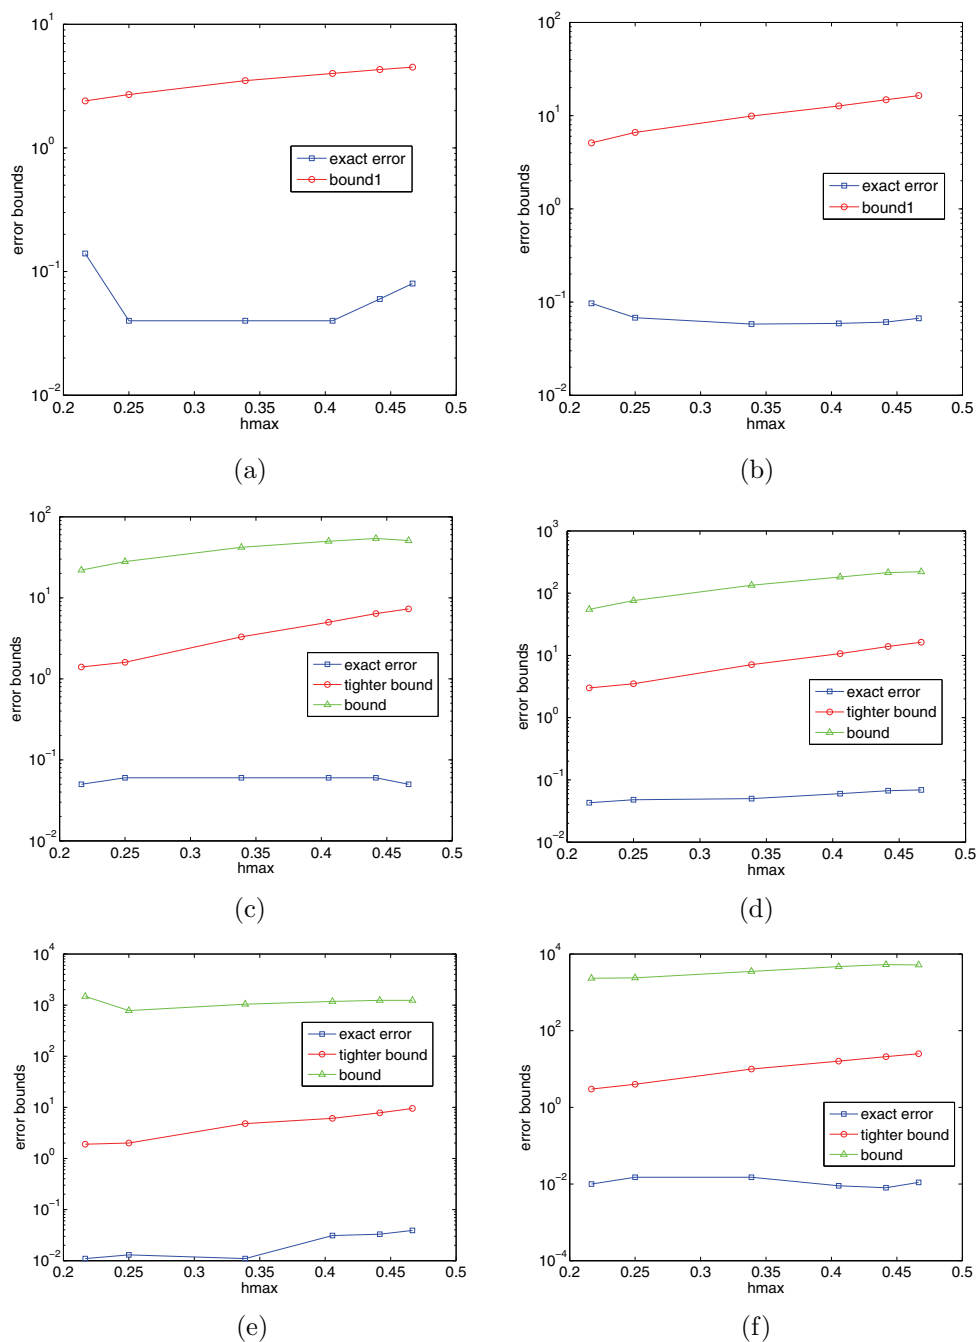 10^1
10^0
10^-1
10^-2
error bounds
0.2 0.25 0.3 0.35 0.4 0.45 0.5
hmax
exact error
bound1
(a)
10^2
10^1
10^0
10^-1
10^-2
error bounds
0.2 0.25 0.3 0.35 0.4 0.45 0.5
hmax
exact error
bound1
(b)
10^2
10^1
10^0
10^-1
10^-2
error bounds
0.2 0.25 0.3 0.35 0.4 0.45 0.5
hmax
exact error
tighter bound
bound
(c)
10^3
10^2
10^1
10^0
10^-1
10^-2
error bounds
0.2 0.25 0.3 0.35 0.4 0.45 0.5
hmax
exact error
tighter bound
bound
(d)
10^4
10^3
10^2
10^1
10^0
10^-1
10^-2
error bounds
0.2 0.25 0.3 0.35 0.4 0.45 0.5
hmax
exact error
tighter bound
bound
(e)
10^4
10^2
10^0
10^-2
10^-4
error bounds
0.2 0.25 0.3 0.35 0.4 0.45 0.5
hmax
exact error
tighter bound
bound
(f)